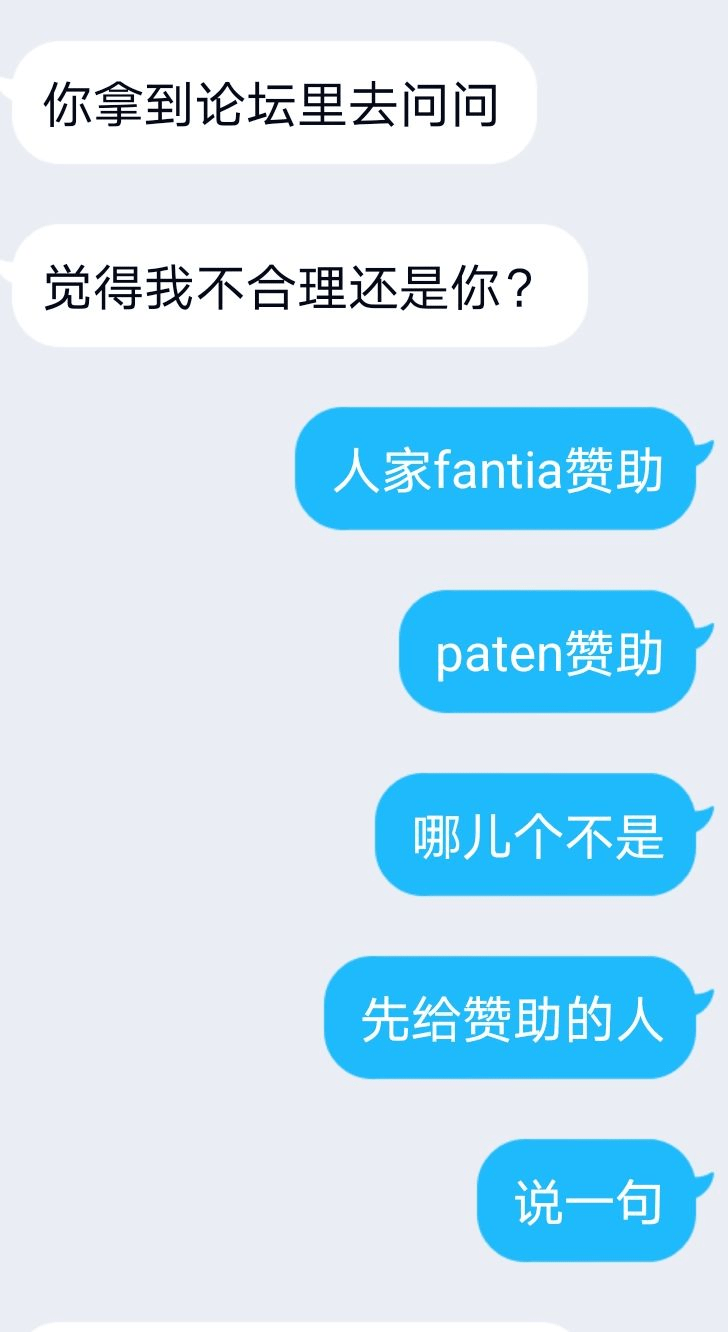 你拿到论坛里去问问
觉得我不合理还是你？
人家fantia赞助
paten赞助
哪儿个不是
先给赞助的人
说一句